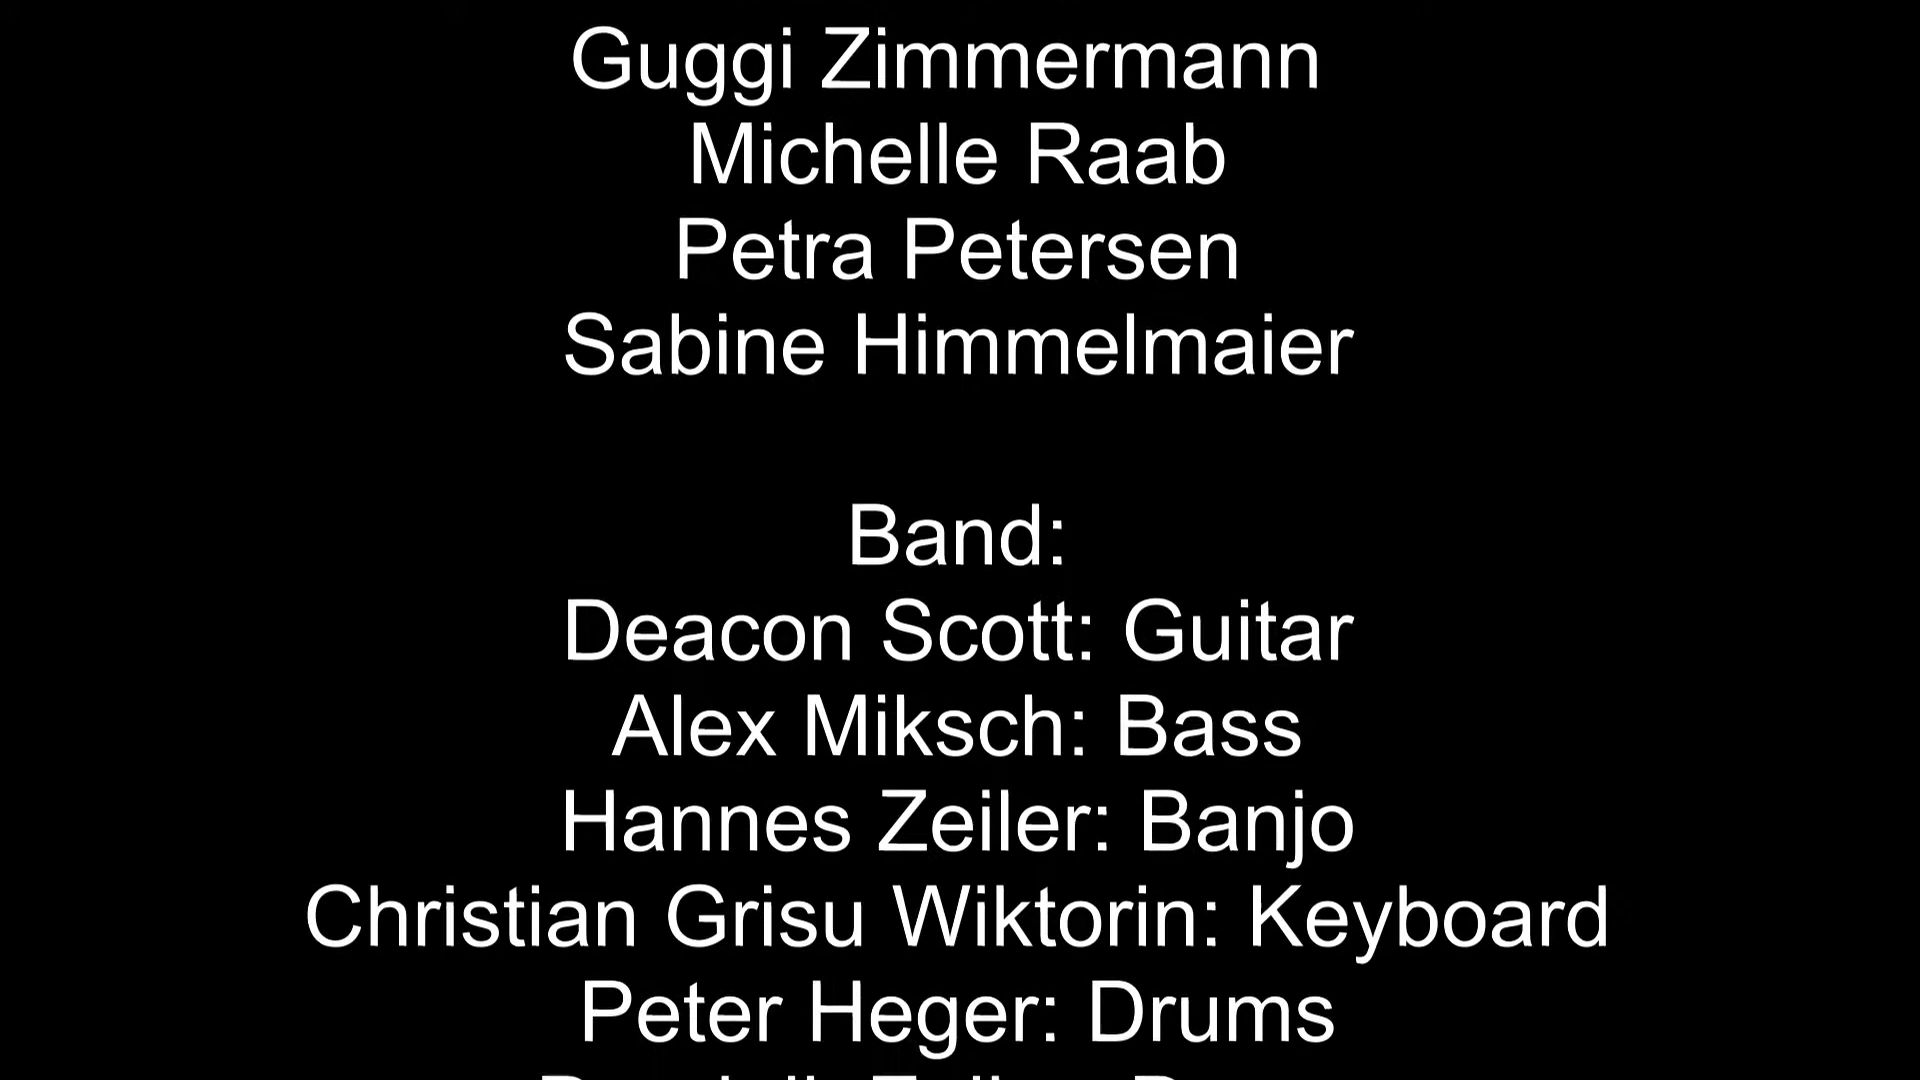 Guggi Zimmermann
Michelle Raab
Petra Petersen
Sabine Himmelmaier
Band:
Deacon Scott: Guitar
Alex Miksch: Bass
Hannes Zeiler: Banjo
Christian Grisu Wiktorin: Keyboard
Peter Heger: Drums